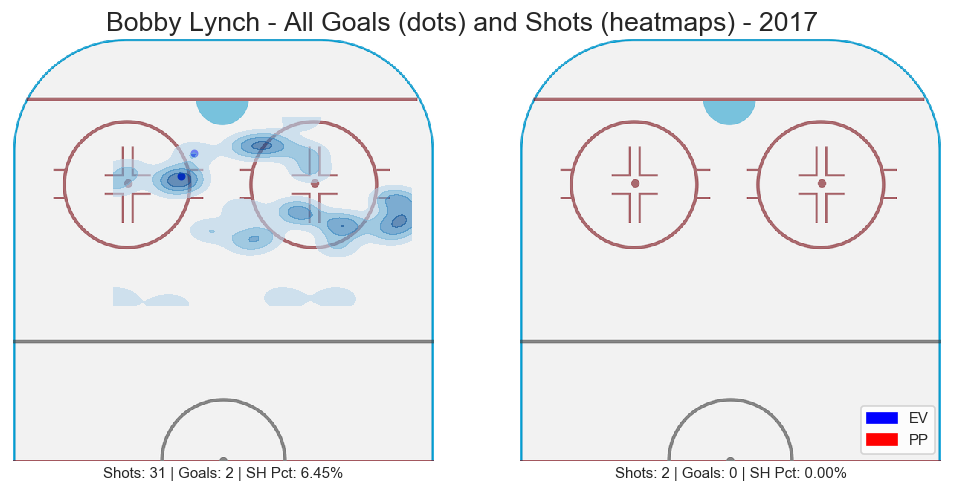 Bobby Lynch - All Goals (dots) and Shots (heatmaps) - 2017
EV
PP
Shots: 31 | Goals: 2 | SH Pct: 6.45%
Shots: 2 | Goals: 0 | SH Pct: 0.00%